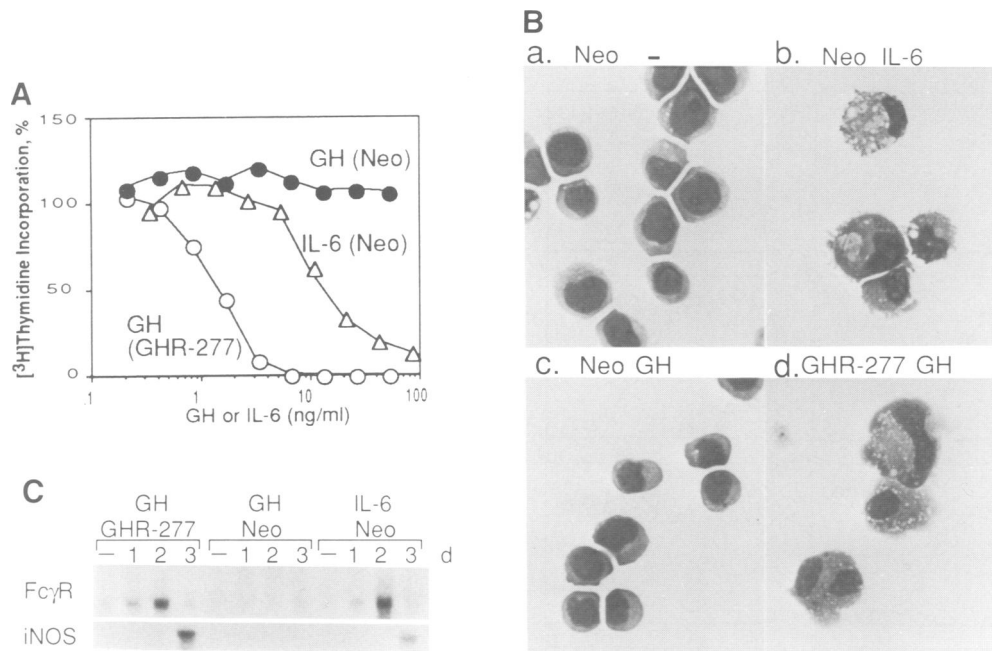 A
150
100
50
0
[³H]Thymidine Incorporation, %
GH (Neo)
IL-6 (Neo)
GH
(GHR-277)
.1 1 10 100
GH or IL-6 (ng/ml)
B
a. Neo –
b. Neo IL-6
c. Neo GH
d. GHR-277 GH
C
GH GH IL-6
GHR-277 Neo Neo
– 1 2 3 – 1 2 3 – 1 2 3 d
FcγR
iNOS